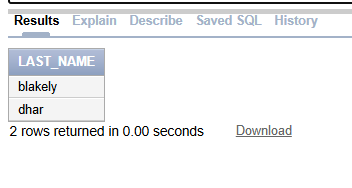 Results Explain Describe Saved SQL History
LAST_NAME
blakely
dhar
2 rows returned in 0.00 seconds Download